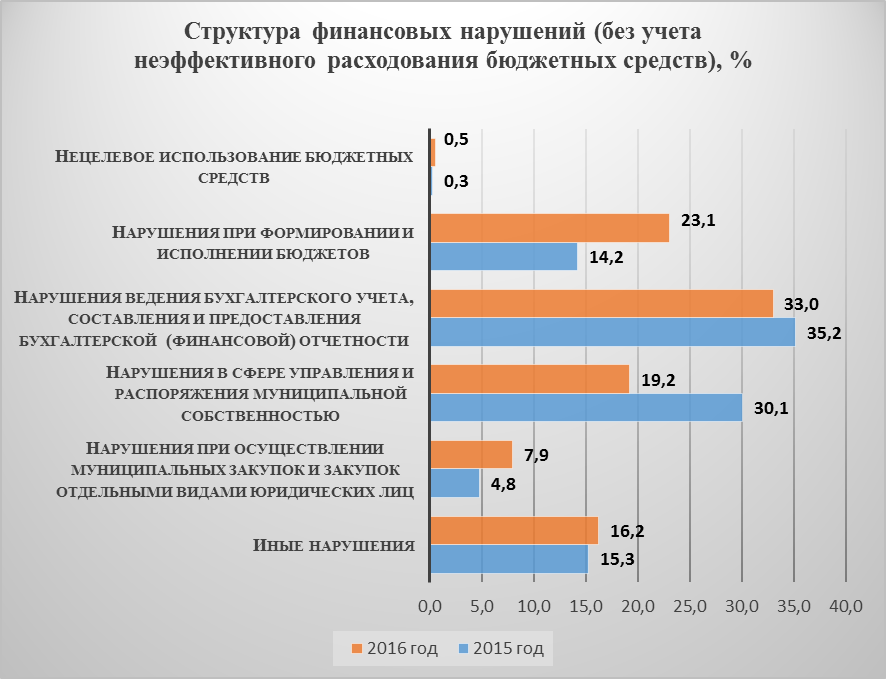 Структура финансовых нарушений (без учета
неэффективного расходования бюджетных средств), %
Нецелевое использование бюджетных
средств
0,5
0,3
Нарушения при формировании и
исполнении бюджетов
23,1
14,2
Нарушения ведения бухгалтерского учета,
составления и предоставления
бухгалтерской (финансовой) отчетности
33,0
35,2
Нарушения в сфере управления и
распоряжения муниципальной
собственностью
19,2
30,1
Нарушения при осуществлении
муниципальных закупок и закупок
отдельными видами юридических лиц
7,9
4,8
Иные нарушения
16,2
15,3
0,0 5,0 10,0 15,0 20,0 25,0 30,0 35,0 40,0
2016 год 2015 год